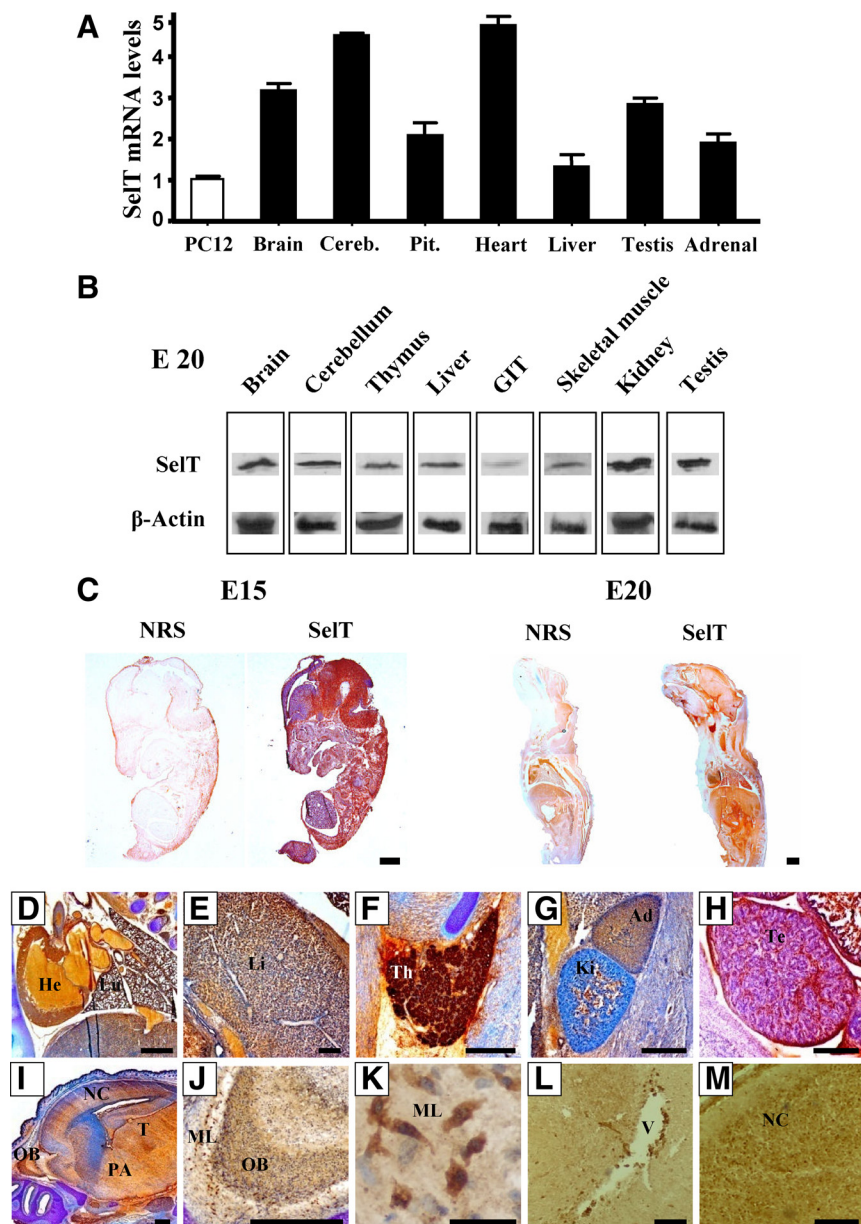 A
SelT mRNA levels
5
4
3
2
1
0
PC12 Brain Cereb. Pit. Heart Liver Testis Adrenal
B
E 20
Brain Cerebellum Thymus Liver GIT Skeletal muscle Kidney Testis
SelT
β-Actin
C
E15 E20
NRS SelT NRS SelT
D E F G H
He Lu Li Th Ad Ki Te
I J K L M
NC T OB PA ML OB ML V NC